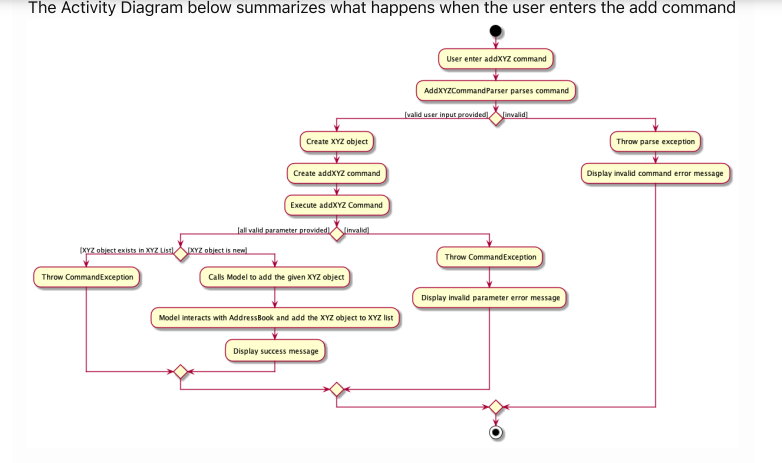 The Activity Diagram below summarizes what happens when the user enters the add command
User enter addXYZ command
AddXYZCommandParser parses command
[valid user input provided]
[invalid]
Create XYZ object
Throw parse exception
Create addXYZ command
Display invalid command error message
Execute addXYZ Command
[all valid parameter provided]
[invalid]
[XYZ object exists in XYZ List]
[XYZ object is new]
Throw CommandException
Throw CommandException
Calls Model to add the given XYZ object
Display invalid parameter error message
Model interacts with AddressBook and add the XYZ object to XYZ list
Display success message